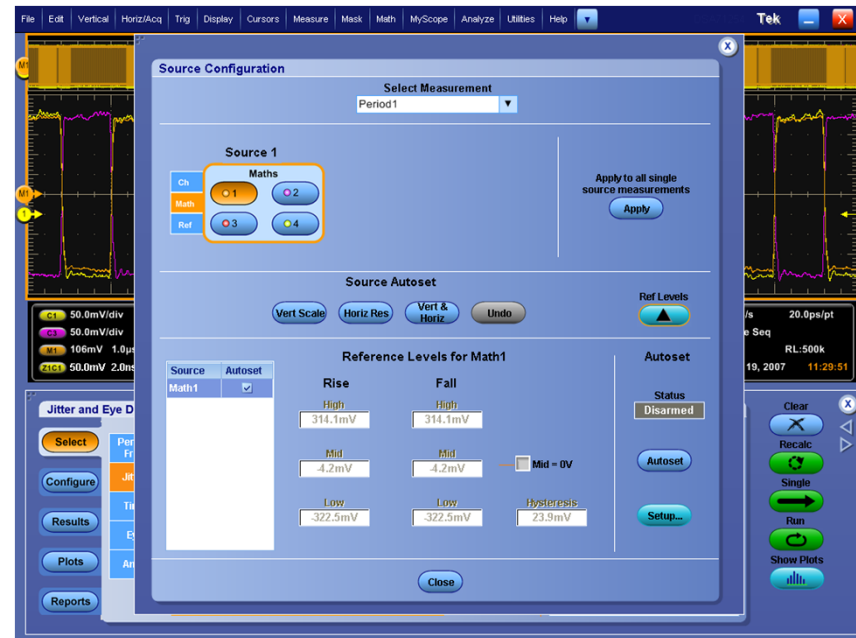 File Edit Vertical Horiz/Acq Trig Display Cursors Measure Mask Math MyScope Analyze Utilities Help Tek X
X
Source Configuration
Select Measurement
Period1
Source 1
Maths
Ch
Math
Ref
1
2
3
4
Apply to all single
source measurements
Apply
M1
M1
1
Source Autoset
Vert Scale
Horiz Res
Vert &
Horiz
Undo
Ref Levels
C1 50.0mV/div
C3 50.0mV/div
M1 106mV
Z1C1 50.0mV
/s 20.0ps/pt
e Seq
RL:500k
19, 2007 11:29:51
Source Autoset
Math1
Reference Levels for Math1
Rise Fall
High High
314.1mV 314.1mV
Mid Mid
-4.2mV -4.2mV
Mid = 0V
Low Low Hysteresis
-322.5mV -322.5mV 23.9mV
Autoset
Status
Disarmed
Autoset
Setup...
Close
Jitter and Eye D
Select
Configure
Results
Plots
Reports
Clear
X
Recalc
Single
Run
Show Plots